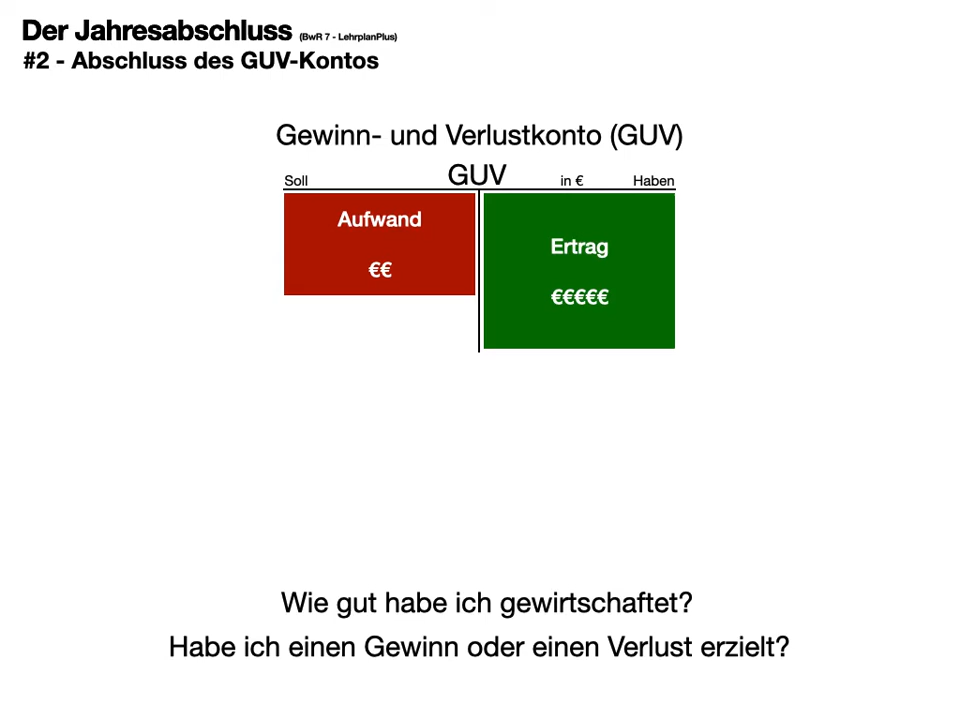 Der Jahresabschluss (BwR 7 - LehrplanPlus)
#2 - Abschluss des GUV-Kontos
Gewinn- und Verlustkonto (GUV)
Soll GUV in € Haben
Aufwand
€€
Ertrag
€€€€€
Wie gut habe ich gewirtschaftet?
Habe ich einen Gewinn oder einen Verlust erzielt?